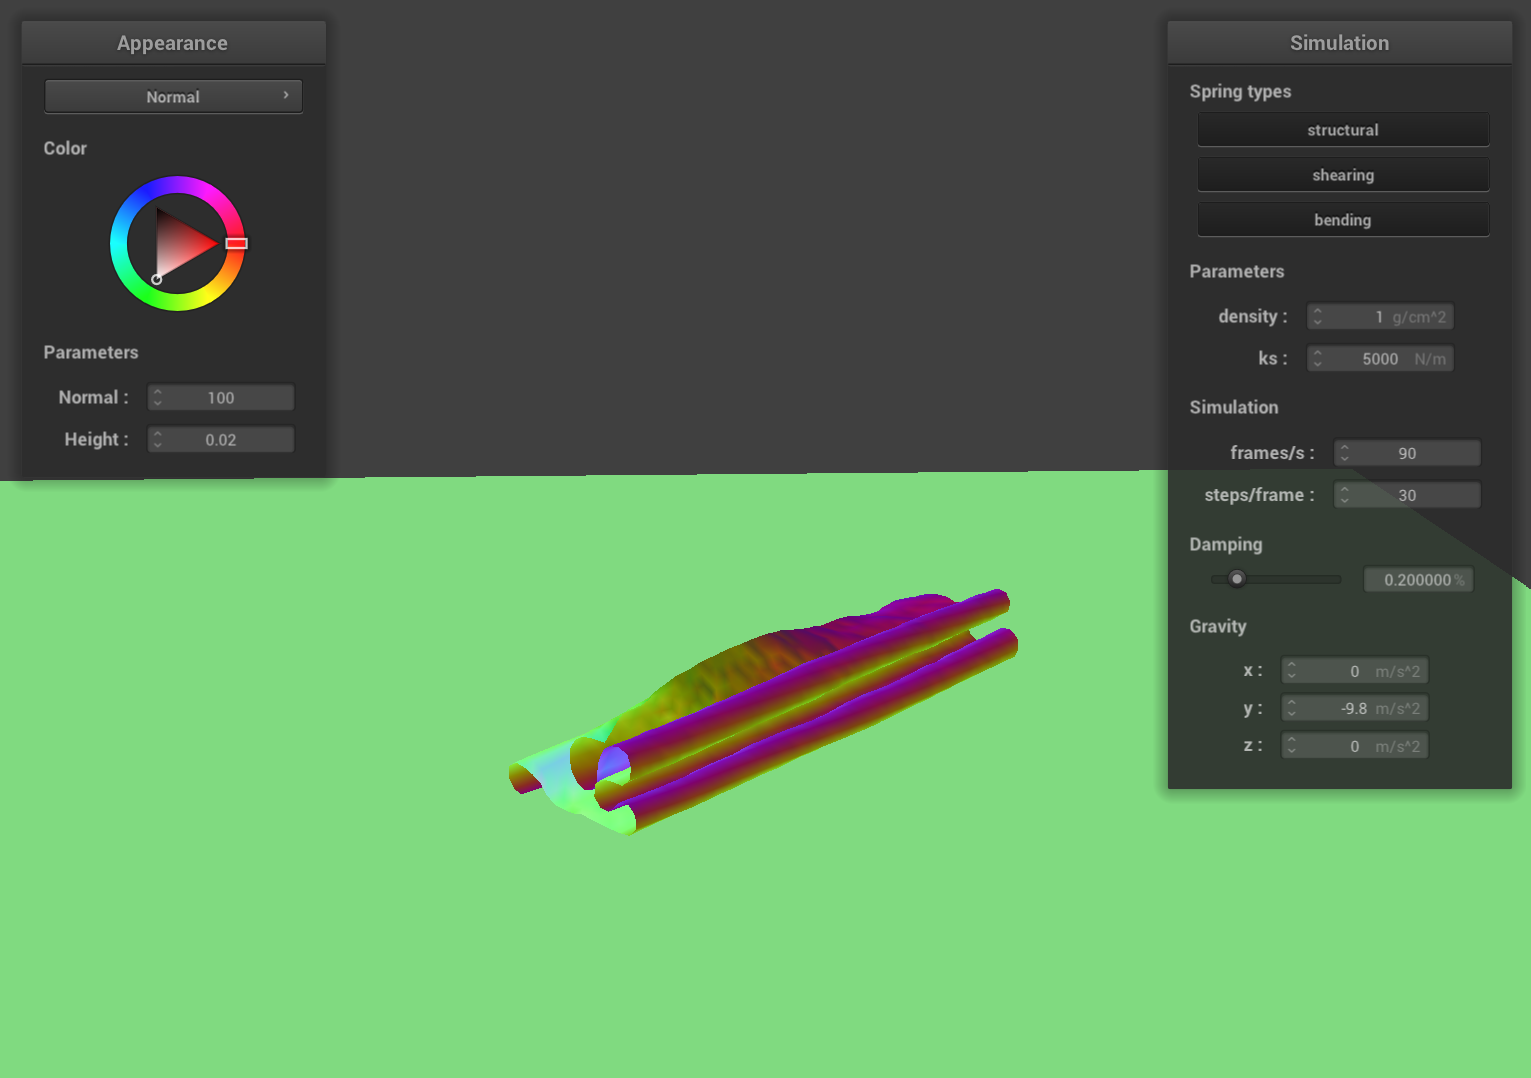 Appearance
Normal
Color
Parameters
Normal : 100
Height : 0.02
Simulation
Spring types
structural
shearing
bending
Parameters
density : 1 g/cm^2
ks : 5000 N/m
Simulation
frames/s : 90
steps/frame : 30
Damping
0.200000 %
Gravity
x : 0 m/s^2
y : -9.8 m/s^2
z : 0 m/s^2